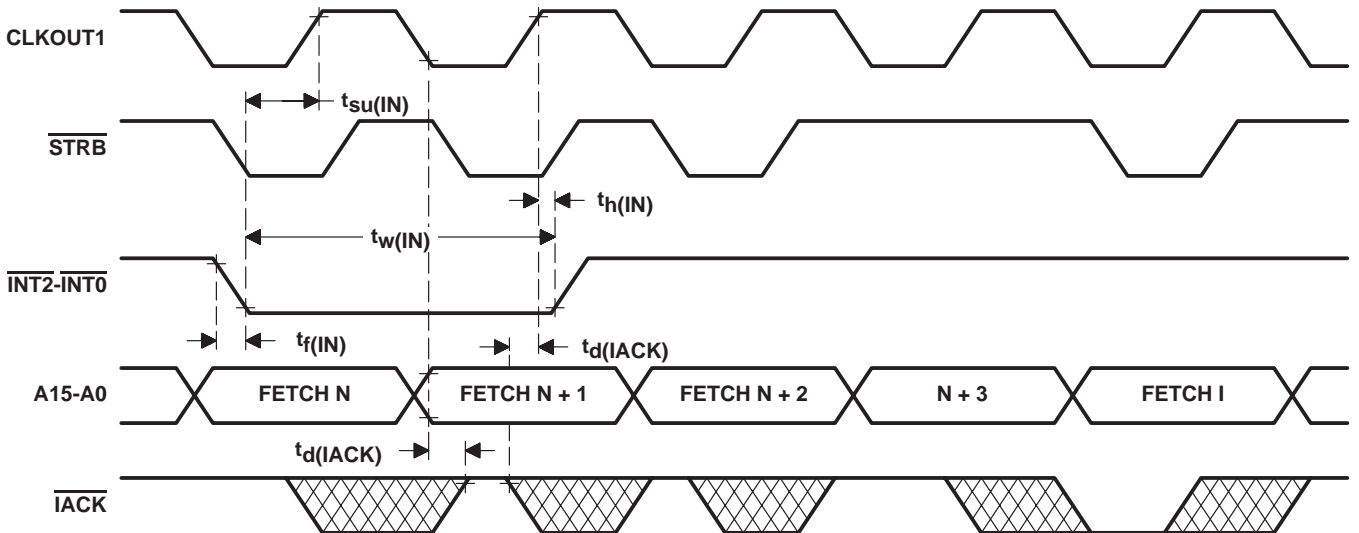 CLKOUT1
tsu(IN)
STRB
th(IN)
tw(IN)
INT2-INT0
tf(IN)
td(IACK)
A15-A0 FETCH N FETCH N + 1 FETCH N + 2 N + 3 FETCH I
td(IACK)
IACK